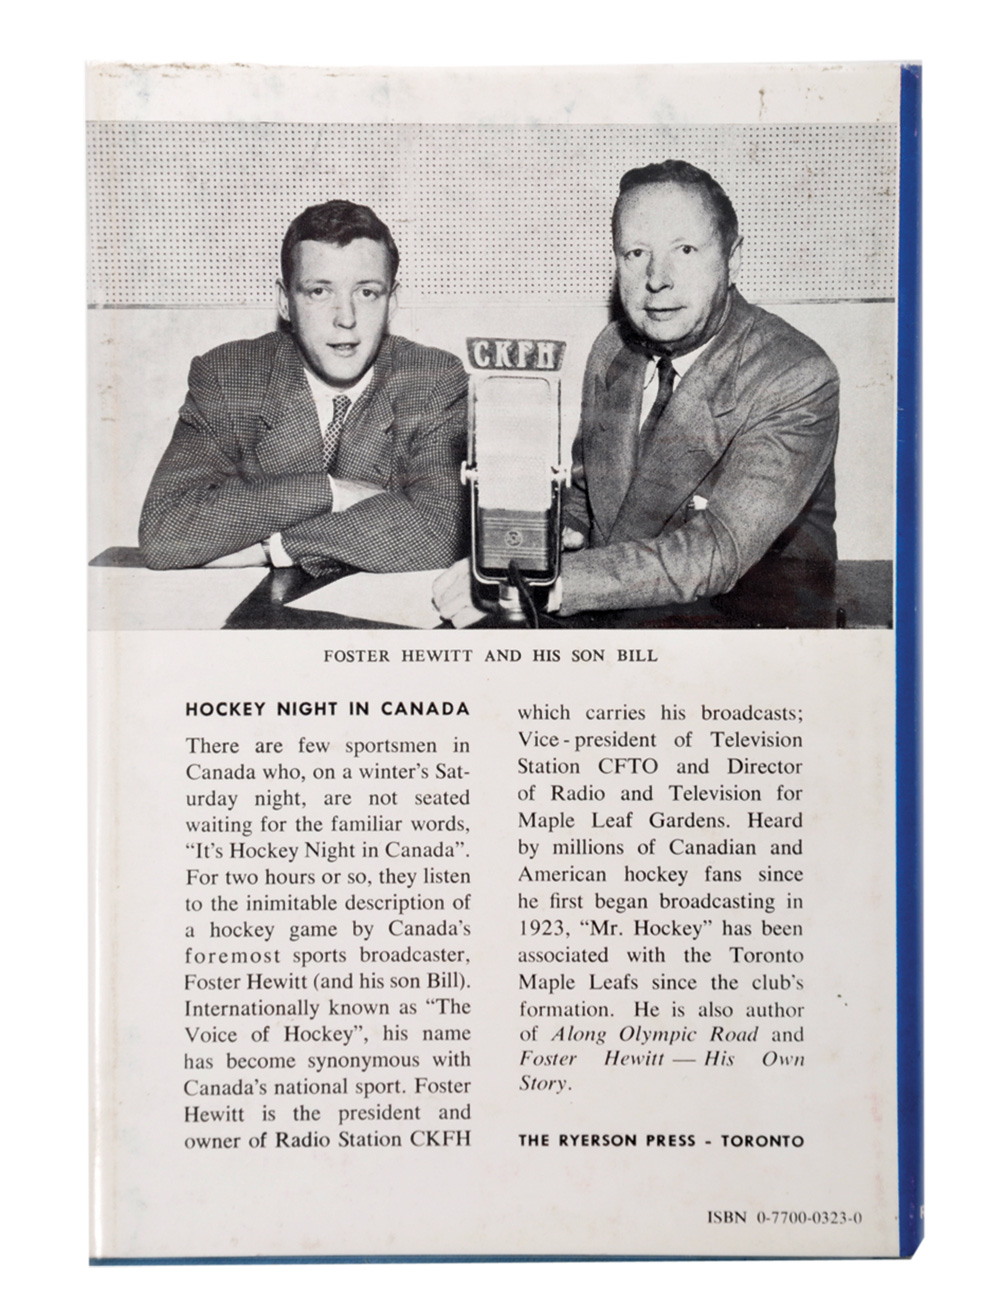 CKFH
FOSTER HEWITT AND HIS SON BILL
HOCKEY NIGHT IN CANADA
There are few sportsmen in
Canada who, on a winter's Sat-
urday night, are not seated
waiting for the familiar words,
“It's Hockey Night in Canada”.
For two hours or so, they listen
to the inimitable description of
a hockey game by Canada's
foremost sports broadcaster,
Foster Hewitt (and his son Bill).
Internationally known as “The
Voice of Hockey”, his name
has become synonymous with
Canada's national sport. Foster
Hewitt is the president and
owner of Radio Station CKFH
which carries his broadcasts;
Vice-president of Television
Station CFTO and Director
of Radio and Television for
Maple Leaf Gardens. Heard
by millions of Canadian and
American hockey fans since
he first began broadcasting in
1923, “Mr. Hockey” has been
associated with the Toronto
Maple Leafs since the club's
formation. He is also author
of Along Olympic Road and
Foster Hewitt — His Own
Story.
THE RYERSON PRESS - TORONTO
ISBN 0-7700-0323-0